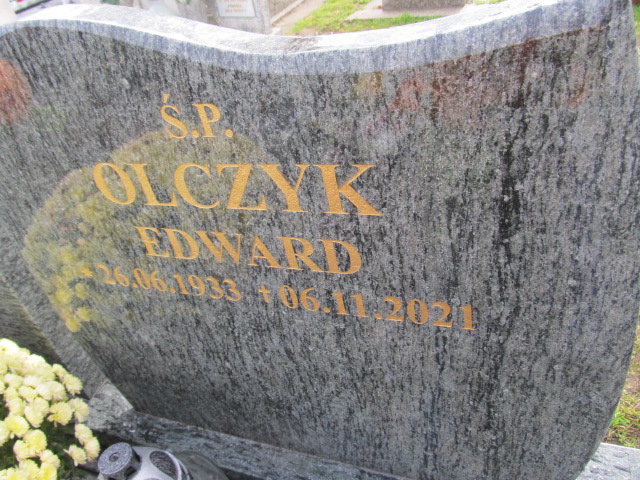 Ś.P.
OLCZYK
EDWARD
* 26.06.1933 † 06.11.2021